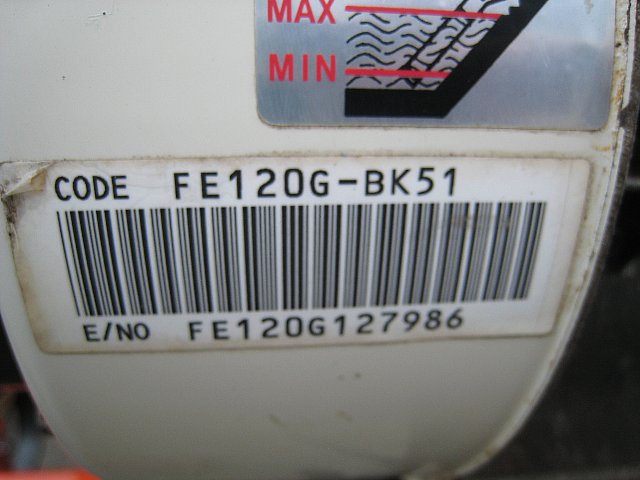 MAX
MIN
CODE FE120G-BK51
E/NO FE120G127986